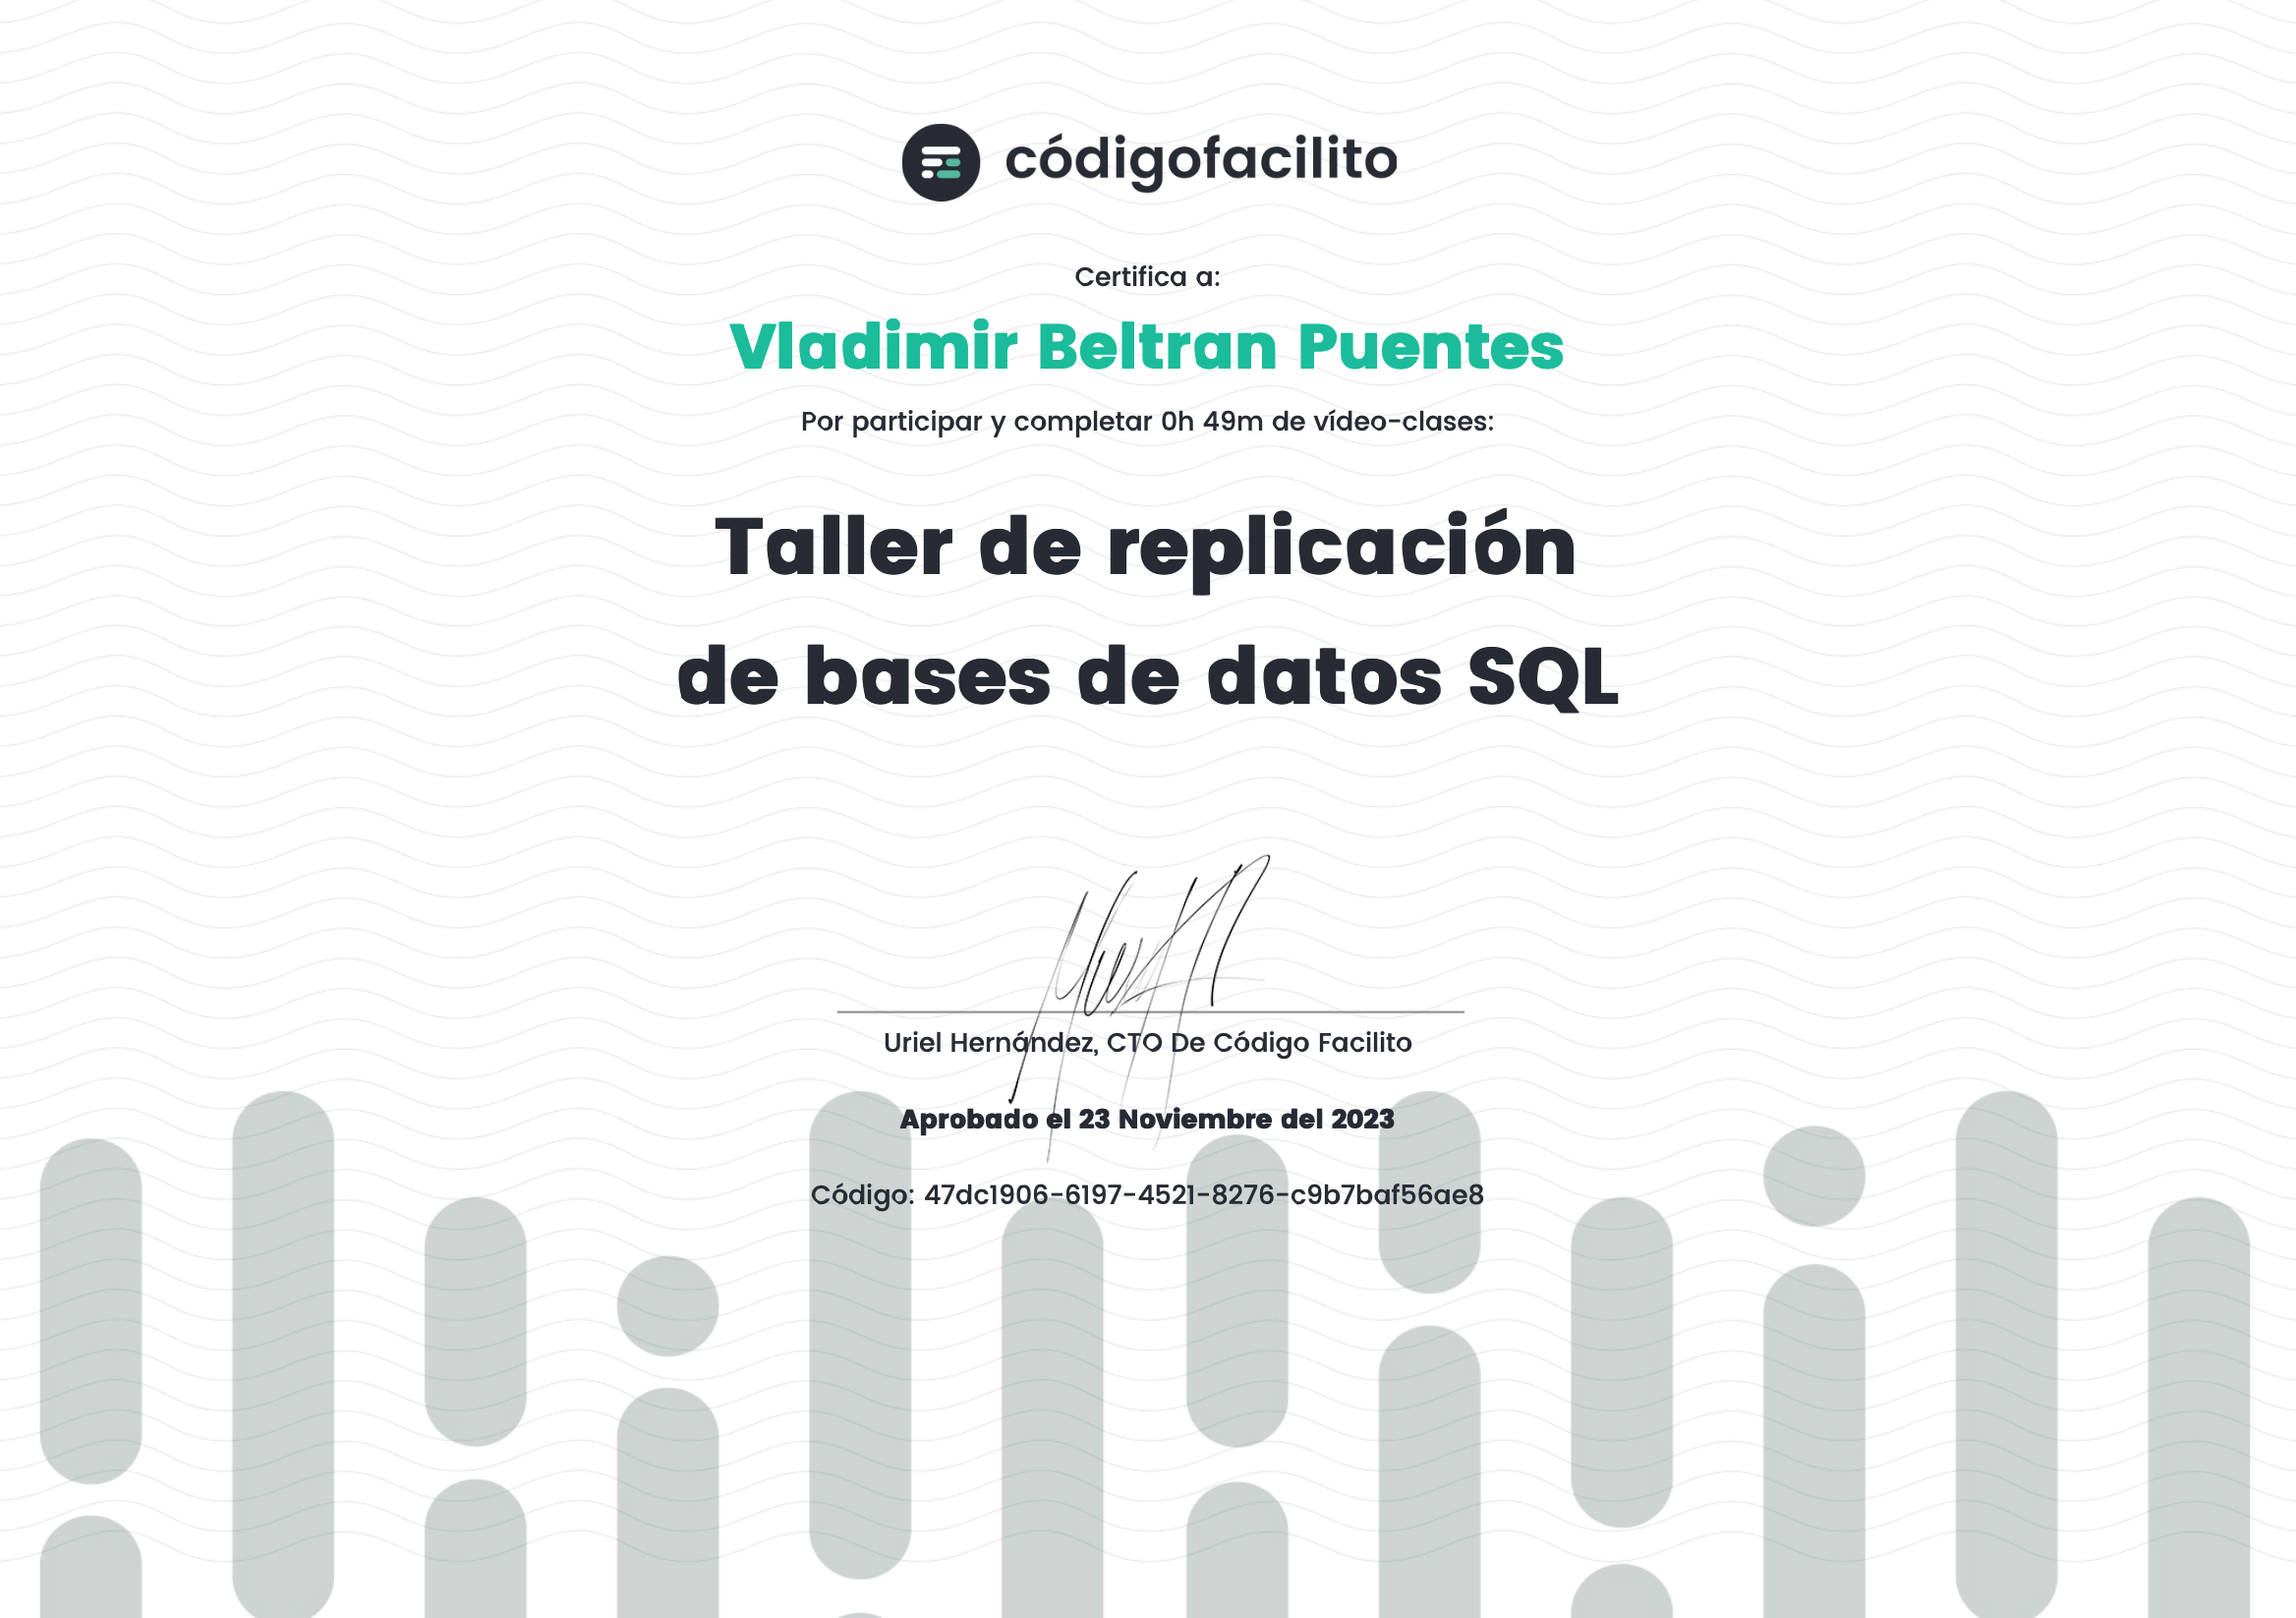 códigofacilito
Certifica a:
Vladimir Beltran Puentes
Por participar y completar 0h 49m de vídeo-clases:
Taller de replicación
de bases de datos SQL
Uriel Hernández, CTO De Código Facilito
Aprobado el 23 Noviembre del 2023
Código: 47dc1906-6197-4521-8276-c9b7baf56ae8